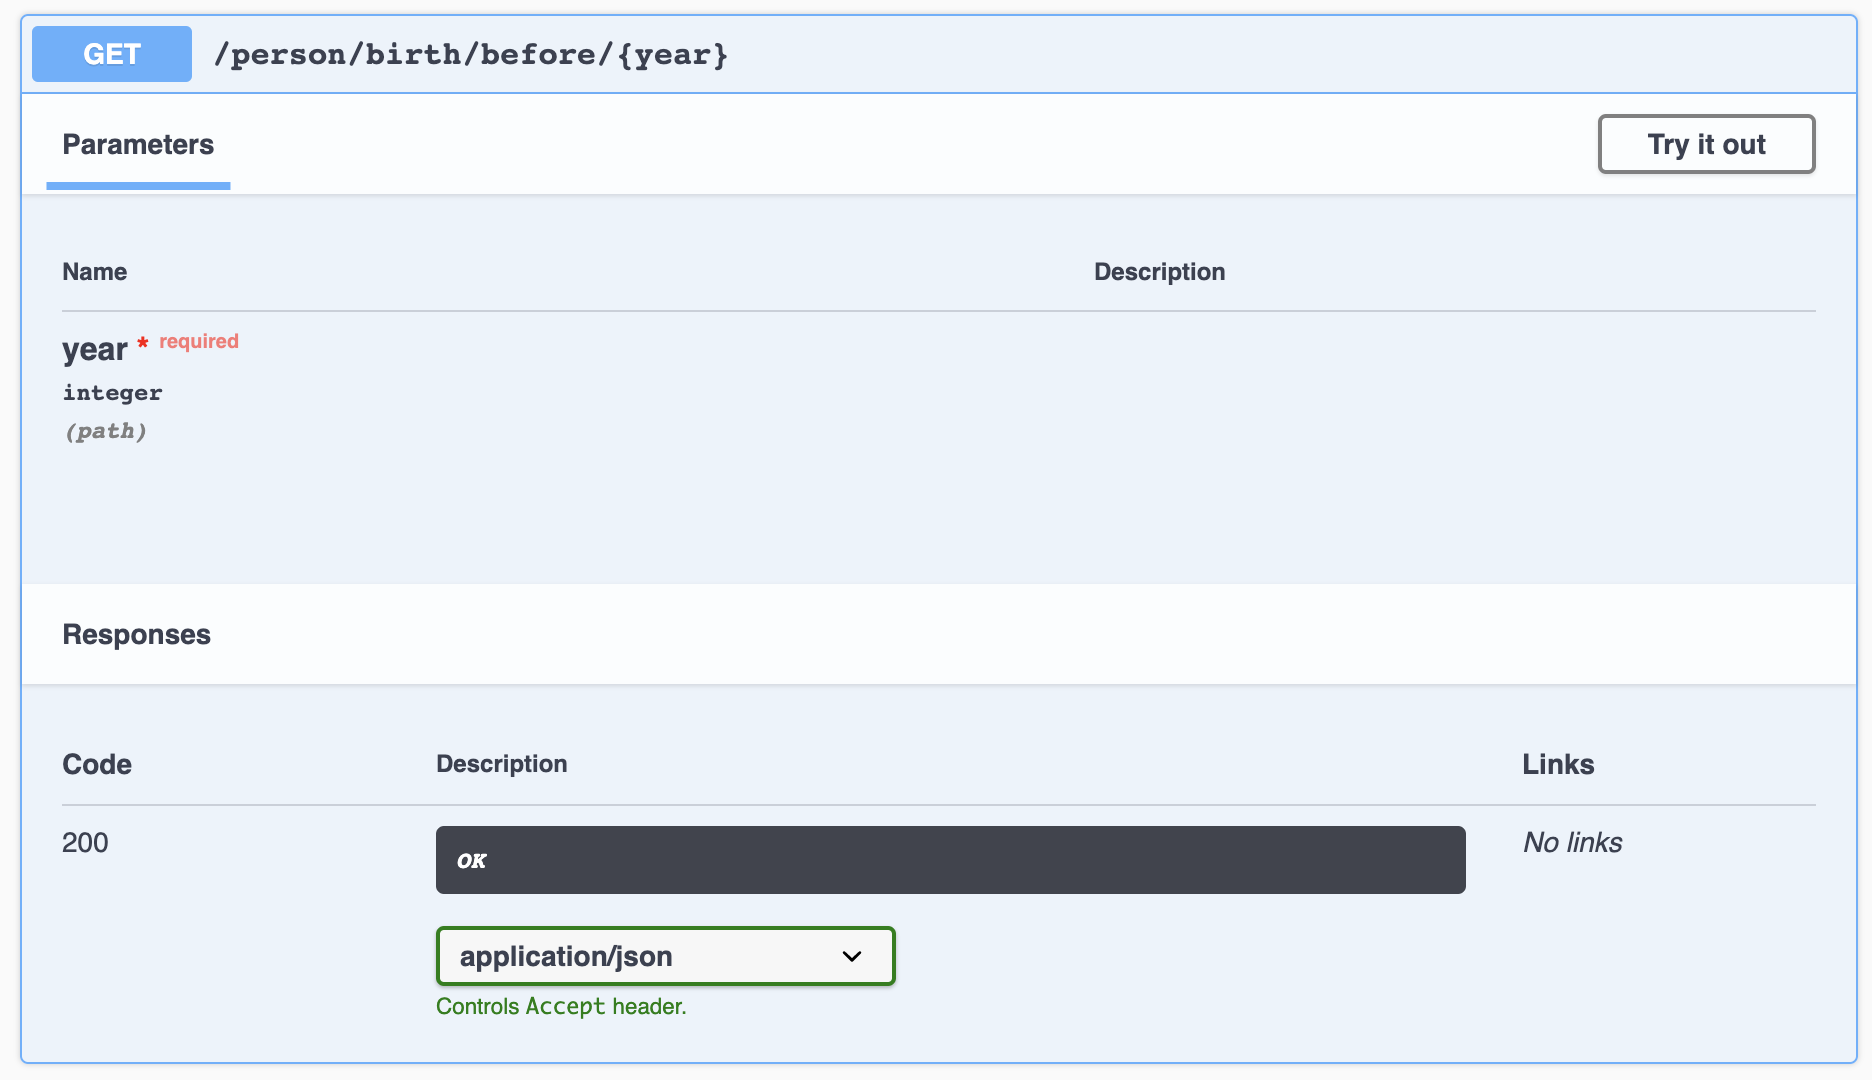 GET /person/birth/before/{year}
Parameters
Try it out
Name Description
year * required
integer
(path)
Responses
Code Description Links
200 OK No links
application/json
Controls Accept header.